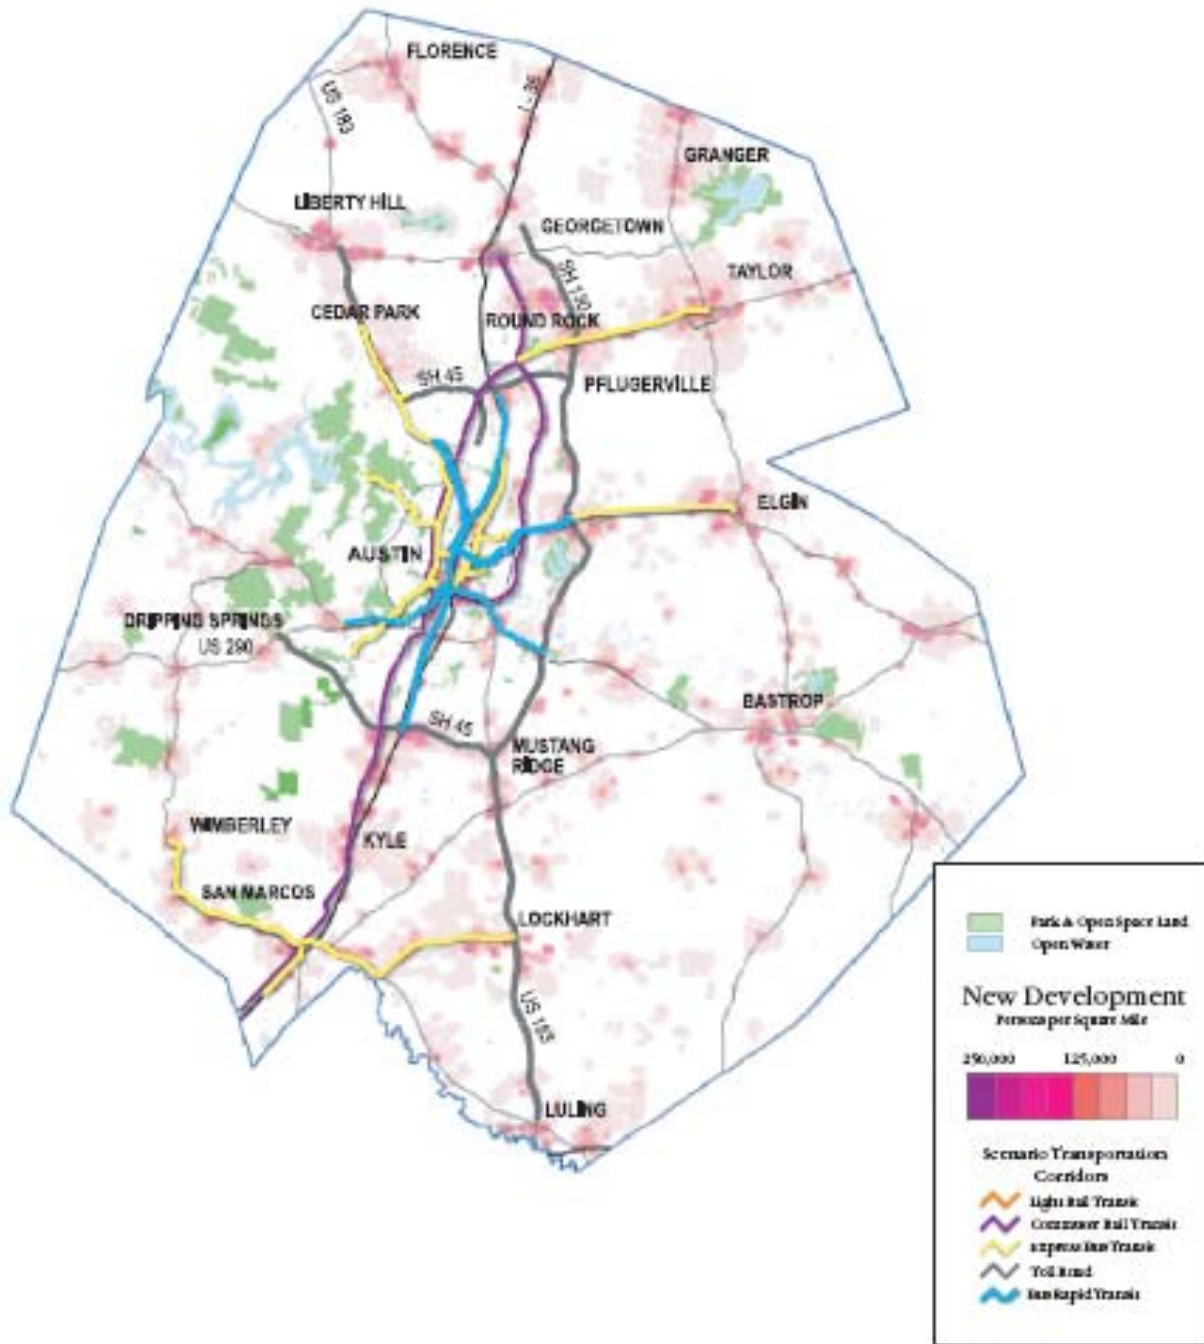 FLORENCE
US 183
I-35
GRANGER
LIBERTY HILL
GEORGETOWN
SH 130
TAYLOR
CEDAR PARK
ROUND ROCK
SH 45
PFLUGERVILLE
ELGIN
AUSTIN
DRIPPING SPRINGS
US 290
BASTROP
SH 45
MUSTANG
RIDGE
WIMBERLEY
KYLE
SAN MARCOS
LOCKHART
US 183
LULING
Park & Open Space Land
Open Water
New Development
Persons per Square Mile
250,000 125,000 0
Scenario Transportation
Corridors
Light Rail Transit
Commuter Rail Transit
Express Bus Transit
Toll Road
Bus Rapid Transit